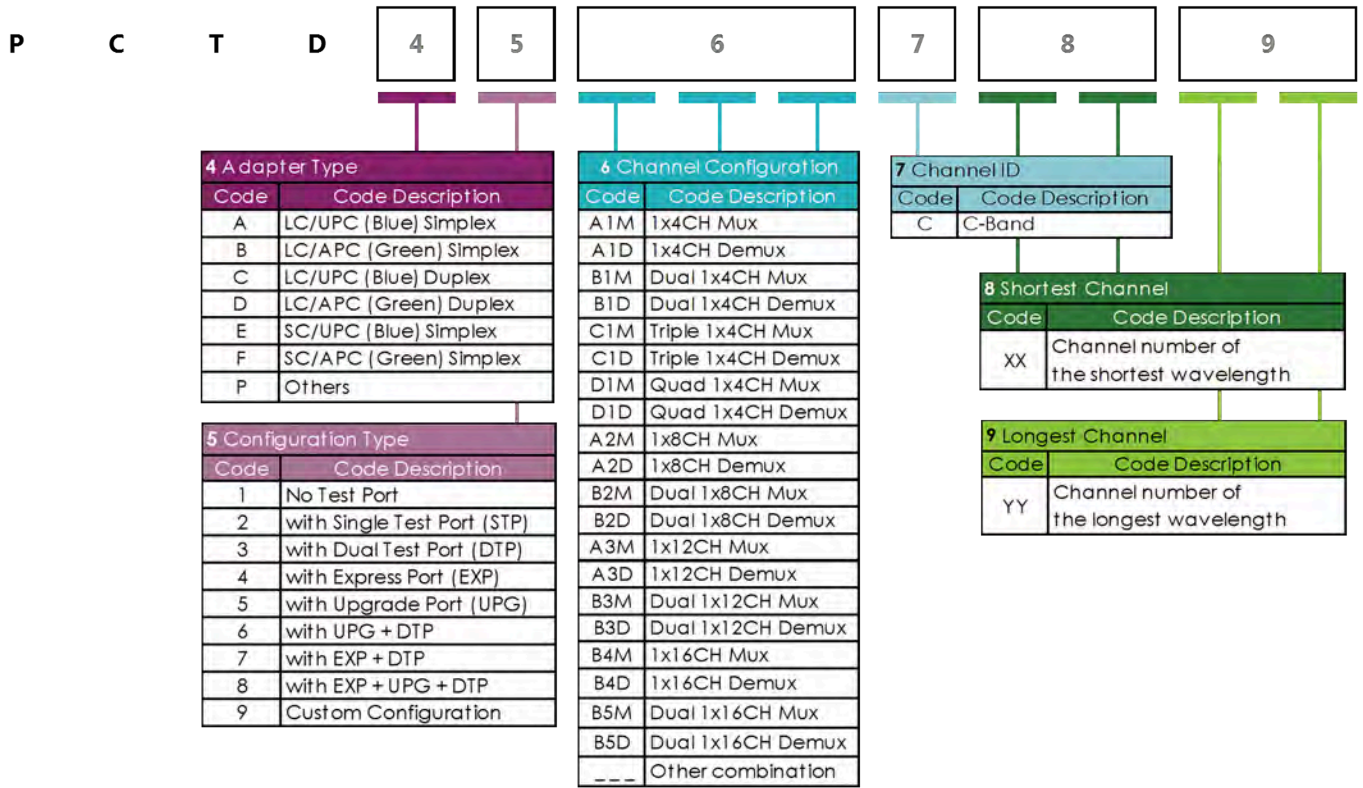 P C T D 4 5 6 7 8 9
4 Adapter Type
Code Code Description
A LC/UPC (Blue) Simplex
B LC/APC (Green) Simplex
C LC/UPC (Blue) Duplex
D LC/APC (Green) Duplex
E SC/UPC (Blue) Simplex
F SC/APC (Green) Simplex
P Others
5 Configuration Type
Code Code Description
1 No Test Port
2 with Single Test Port (STP)
3 with Dual Test Port (DTP)
4 with Express Port (EXP)
5 with Upgrade Port (UPG)
6 with UPG + DTP
7 with EXP + DTP
8 with EXP + UPG + DTP
9 Custom Configuration
6 Channel Configuration
Code Code Description
A1M 1x4CH Mux
A1D 1x4CH Demux
B1M Dual 1x4CH Mux
B1D Dual 1x4CH Demux
C1M Triple 1x4CH Mux
C1D Triple 1x4CH Demux
D1M Quad 1x4CH Mux
D1D Quad 1x4CH Demux
A2M 1x8CH Mux
A2D 1x8CH Demux
B2M Dual 1x8CH Mux
B2D Dual 1x8CH Demux
A3M 1x12CH Mux
A3D 1x12CH Demux
B3M Dual 1x12CH Mux
B3D Dual 1x12CH Demux
B4M 1x16CH Mux
B4D 1x16CH Demux
B5M Dual 1x16CH Mux
B5D Dual 1x16CH Demux
_ _ _ Other combination
7 Channel ID
Code Code Description
C C-Band
8 Shortest Channel
Code Code Description
XX Channel number of
the shortest wavelength
9 Longest Channel
Code Code Description
YY Channel number of
the longest wavelength